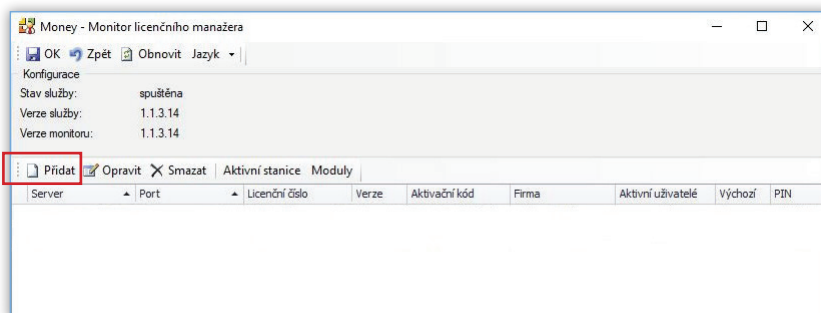 Money - Monitor licenčního manažera
OK Zpět Obnovit Jazyk
Konfigurace
Stav služby: spuštěna
Verze služby: 1.1.3.14
Verze monitoru: 1.1.3.14
Přidat Opravit Smazat Aktivní stanice Moduly
Server Port Licenční číslo Verze Aktivační kód Firma Aktivní uživatelé Výchozí PIN